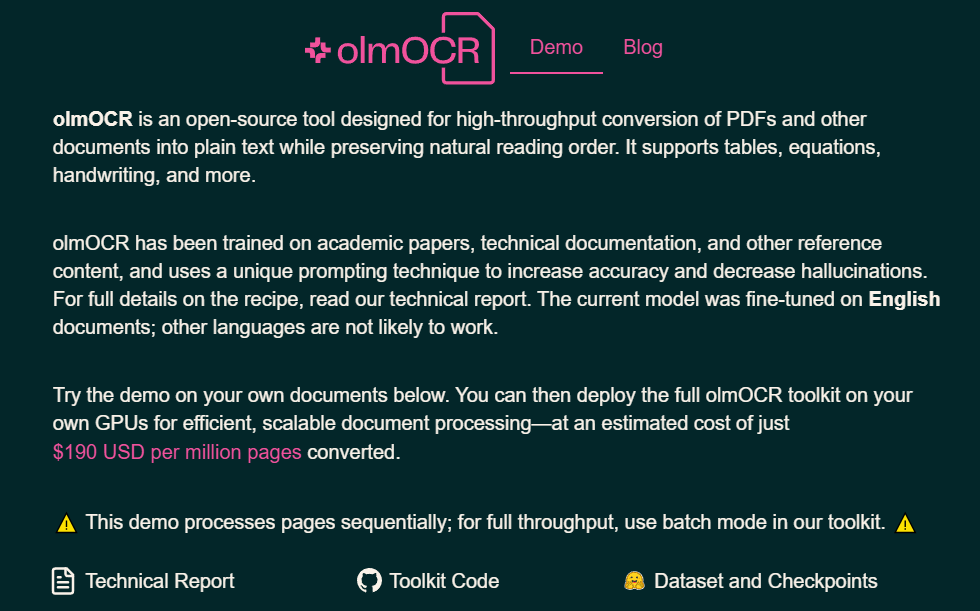 olmOCR
Demo
Blog
olmOCR is an open-source tool designed for high-throughput conversion of PDFs and other
documents into plain text while preserving natural reading order. It supports tables, equations,
handwriting, and more.
olmOCR has been trained on academic papers, technical documentation, and other reference
content, and uses a unique prompting technique to increase accuracy and decrease hallucinations.
For full details on the recipe, read our technical report. The current model was fine-tuned on English
documents; other languages are not likely to work.
Try the demo on your own documents below. You can then deploy the full olmOCR toolkit on your
own GPUs for efficient, scalable document processing—at an estimated cost of just
$190 USD per million pages converted.
⚠️ This demo processes pages sequentially; for full throughput, use batch mode in our toolkit. ⚠️
Technical Report
Toolkit Code
🤗 Dataset and Checkpoints